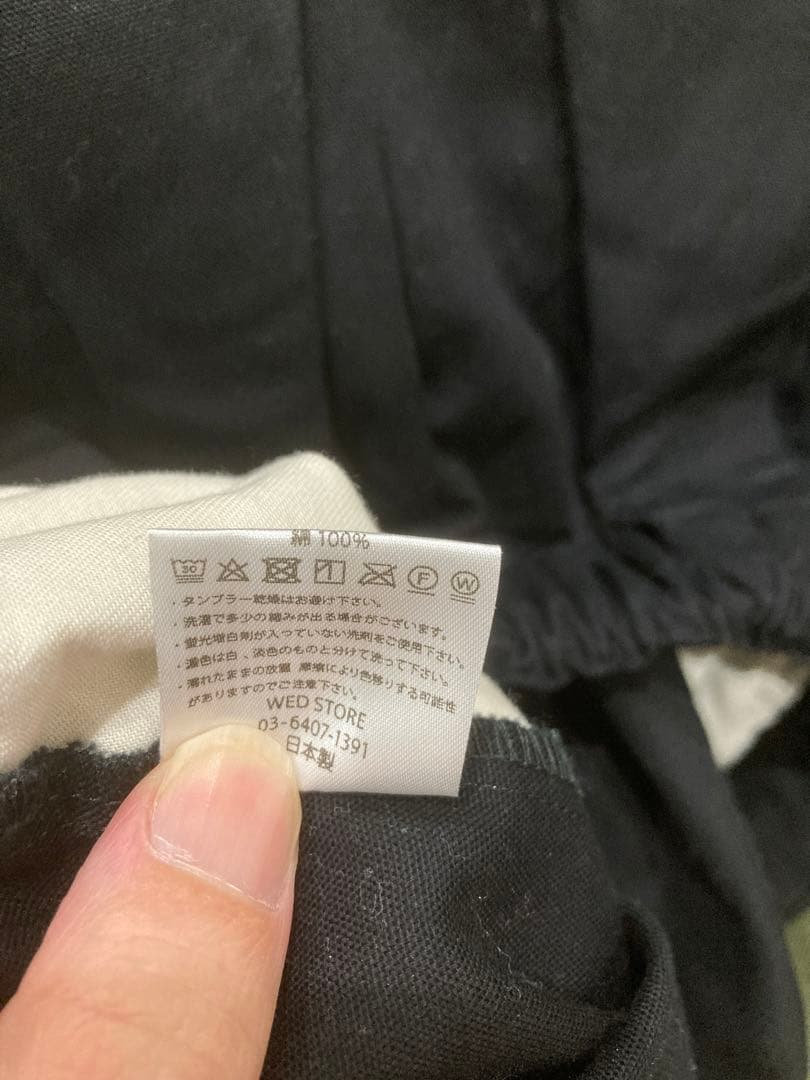 綿 100%
30 F W
・タンブラー乾燥はお避け下さい。
・洗濯で多少の縮みが出る場合がございます。
・蛍光増白剤が入っていない洗剤をご使用下さい。
・濃色は白、淡色のものと分けて洗って下さい。
・濡れたままの放置 摩擦により色移りする可能性
がありますのでご注意下さい。
WED STORE
03-6407-1391
日本製